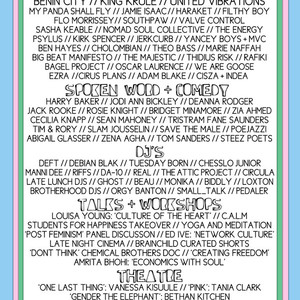 BENIN CITY // KING KRULE // UNITED VIBRATIONS
MY PANDA SHALL FLY // JAMIE ISAAC // HARAKET // FILTHY BOY
FLO MORRISSEY // SOUTHPAW // VALVE CONTROL
SASHA KEABLE // NOMAD SOUL COLLECTIVE // THE ENERGY
PSYLUS // KIRK SPENCER // JERKCURB // YANCEY BOYS + MVC
BEN HAYES // CHOLOMBIAN // THEO BASS // MARIE NAFFAH
BIG BEAT MANIFESTO // THE MAJESTIC // THIDIUS RISK // RAFKI
BAGEL PROJECT // OSCAR LAURENCE // WE ARE GOOSE
EZRA // CIRUS PLANS // ADAM BLAKE // CISZA + INDEA
SPOKEN WORD + COMEDY
HARRY BAKER // JODI ANN BICKLEY // DEANNA RODGER
JACK ROOKE // ROSE KNIGHT // BRIDGET MINAMORE // ZIA AHMED
CECILIA KNAPP // SEAN MAHONEY // TRISTRAM FANE SAUNDERS
TIM & RORY // SLAM JOUSSELIN // SAVE THE MALE // POEJAZZI
ABIGAIL GLASSER // ZENA AGHA // TOM SANDERS // STEEZ POETS
DJ'S
DEFT // DEBIAN BLAK // TUESDAY BORN // CHESSLO JUNIOR
MANN DEE // RIFFS // DA-10 // REAL // THE ATTIC PROJECT // CIRCULA
LATE LUNCH DJS // GHOST // BEAU // MONIKA // BIDDLY // LOXTON
BROTHERHOOD DJS // ORGY BANTON // SMALL_TALK // PEDALER
TALKS + WORKSHOPS
LOUISA YOUNG: 'CULTURE OF THE HEART' // C.A.L.M
STUDENTS FOR HAPPINESS TAKEOVER // YOGA AND MEDITATION
'POST FEMINISM' PANEL DISCUSSION // ED IVE: 'NETWORK CULTURE'
LATE NIGHT CINEMA // BRAINCHILD CURATED SHORTS
'DONT THINK' CHEMICAL BROTHERS DOC // 'CREATING FREEDOM'
AMRITA BHOHI: 'ECONOMICS WITH SOUL'
THEATRE
'ONE LAST THING': VANESSA KISUULE // 'PINK': TANIA CLARK
'GENDER THE ELEPHANT': BETHAN KITCHEN